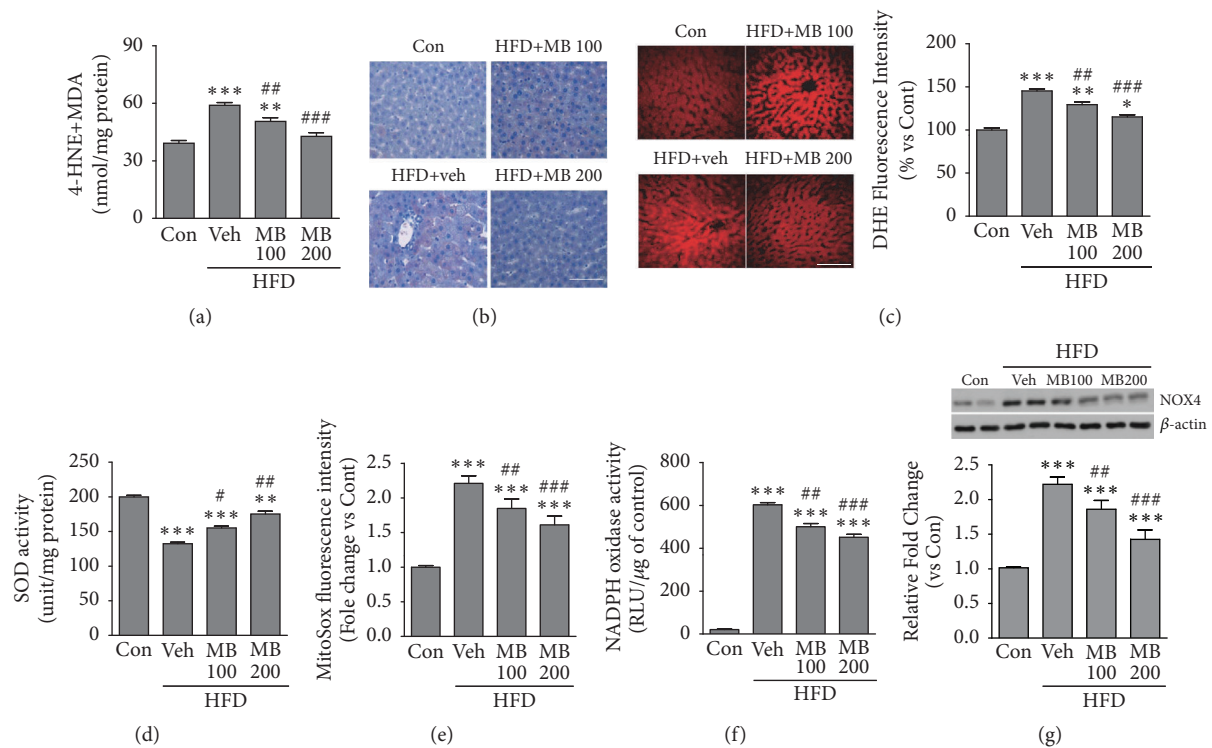 4-HNE+MDA
(nmol/mg protein)
90
60
30
0
***
##
**
###
Con
Veh
MB
100
MB
200
HFD
(a)
Con
HFD+MB 100
HFD+veh
HFD+MB 200
(b)
Con
HFD+MB 100
HFD+veh
HFD+MB 200
DHE Fluorescence Intensity
(% vs Cont)
200
150
100
50
0
***
##
**
###
*
Con
Veh
MB
100
MB
200
HFD
(c)
SOD activity
(unit/mg protein)
250
200
150
100
50
0
***
#
***
##
**
Con
Veh
MB
100
MB
200
HFD
(d)
MitoSox fluorescence intensity
(Fole change vs Cont)
2.5
2.0
1.5
1.0
0.5
0.0
***
##
***
###
***
Con
Veh
MB
100
MB
200
HFD
(e)
NADPH oxidase activity
(RLU/μg of control)
800
600
400
200
0
***
##
***
###
***
Con
Veh
MB
100
MB
200
HFD
(f)
HFD
Con
Veh
MB100
MB200
NOX4
β-actin
Relative Fold Change
(vs Con)
2.5
2.0
1.5
1.0
0.5
0.0
***
##
***
###
***
Con
Veh
MB
100
MB
200
HFD
(g)